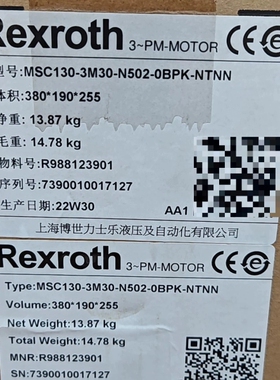 Rexroth 3~PM-MOTOR CE
型号:MSC130-3M30-N502-0BPK-NTNN
体积:380*190*255
净重:13.87 kg
毛重:14.78 kg
物料号:R988123901
序列号:7390010017127
生产日期:22W30
AA1
上海博世力士乐液压及自动化有限公司
Rexroth 3~PM-MOTOR CE
Type:MSC130-3M30-N502-0BPK-NTNN
Volume:380*190*255
Net Weight:13.87 kg
Total Weight:14.78 kg
MNR:R988123901
SN:7390010017127